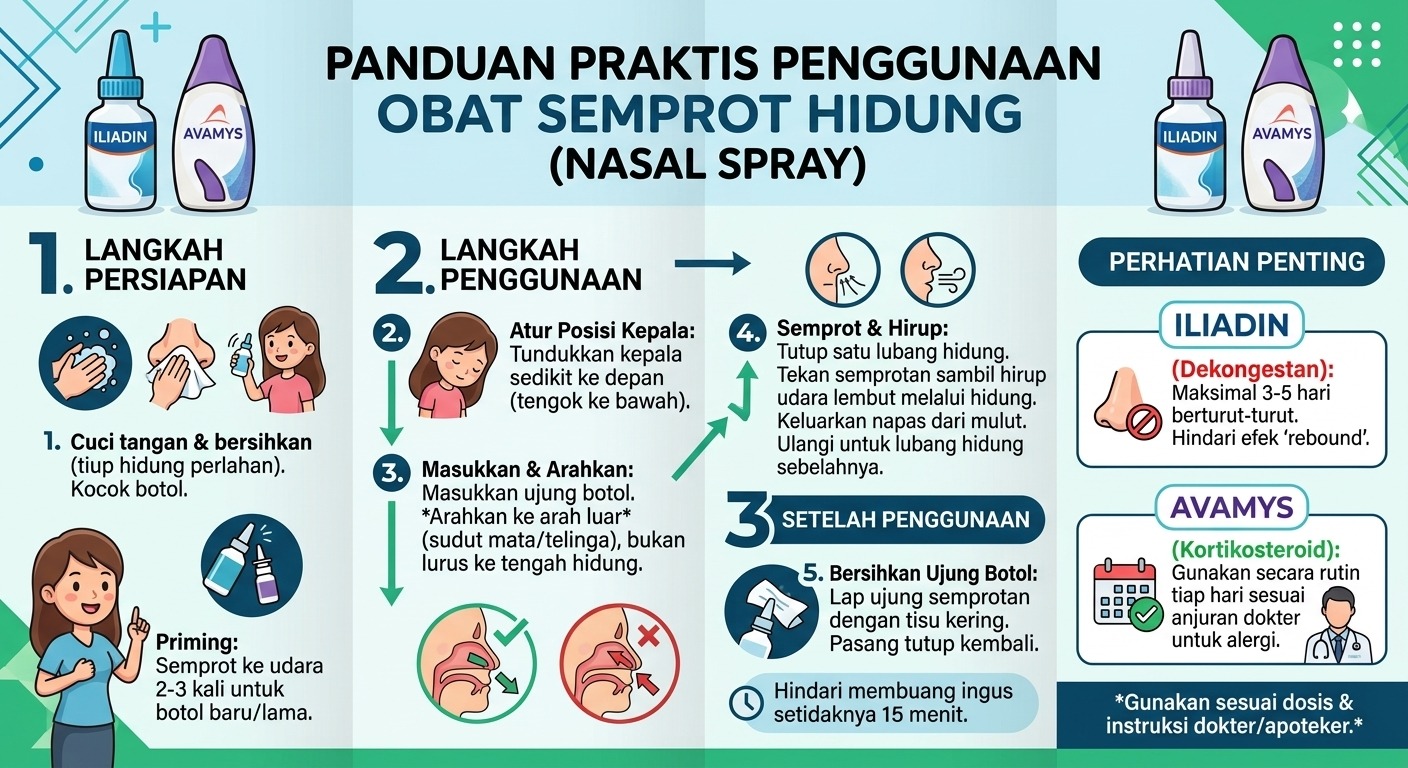 PANDUAN PRAKTIS PENGGUNAAN
OBAT SEMPROT HIDUNG
(NASAL SPRAY)
ILIADIN
AVAMYS
ILIADIN
AVAMYS
1. LANGKAH
PERSIAPAN
1. Cuci tangan & bersihkan
(tiup hidung perlahan).
Kocok botol.
Priming:
Semprot ke udara
2-3 kali untuk
botol baru/lama.
2. LANGKAH
PENGGUNAAN
2. Atur Posisi Kepala:
Tundukkan kepala
sedikit ke depan
(tengok ke bawah).
3. Masukkan & Arahkan:
Masukkan ujung botol.
*Arahkan ke arah luar*
(sudut mata/telinga), bukan
lurus ke tengah hidung.
4. Semprot & Hirup:
Tutup satu lubang hidung.
Tekan semprotan sambil hirup
udara lembut melalui hidung.
Keluarkan napas dari mulut.
Ulangi untuk lubang hidung
sebelahnya.
3 SETELAH PENGGUNAAN
5. Bersihkan Ujung Botol:
Lap ujung semprotan
dengan tisu kering.
Pasang tutup kembali.
Hindari membuang ingus
setidaknya 15 menit.
PERHATIAN PENTING
ILIADIN
(Dekongestan):
Maksimal 3-5 hari
berturut-turut.
Hindari efek ‘rebound’.
AVAMYS
(Kortikosteroid):
Gunakan secara rutin
tiap hari sesuai
anjuran dokter
untuk alergi.
*Gunakan sesuai dosis &
instruksi dokter/apoteker.*